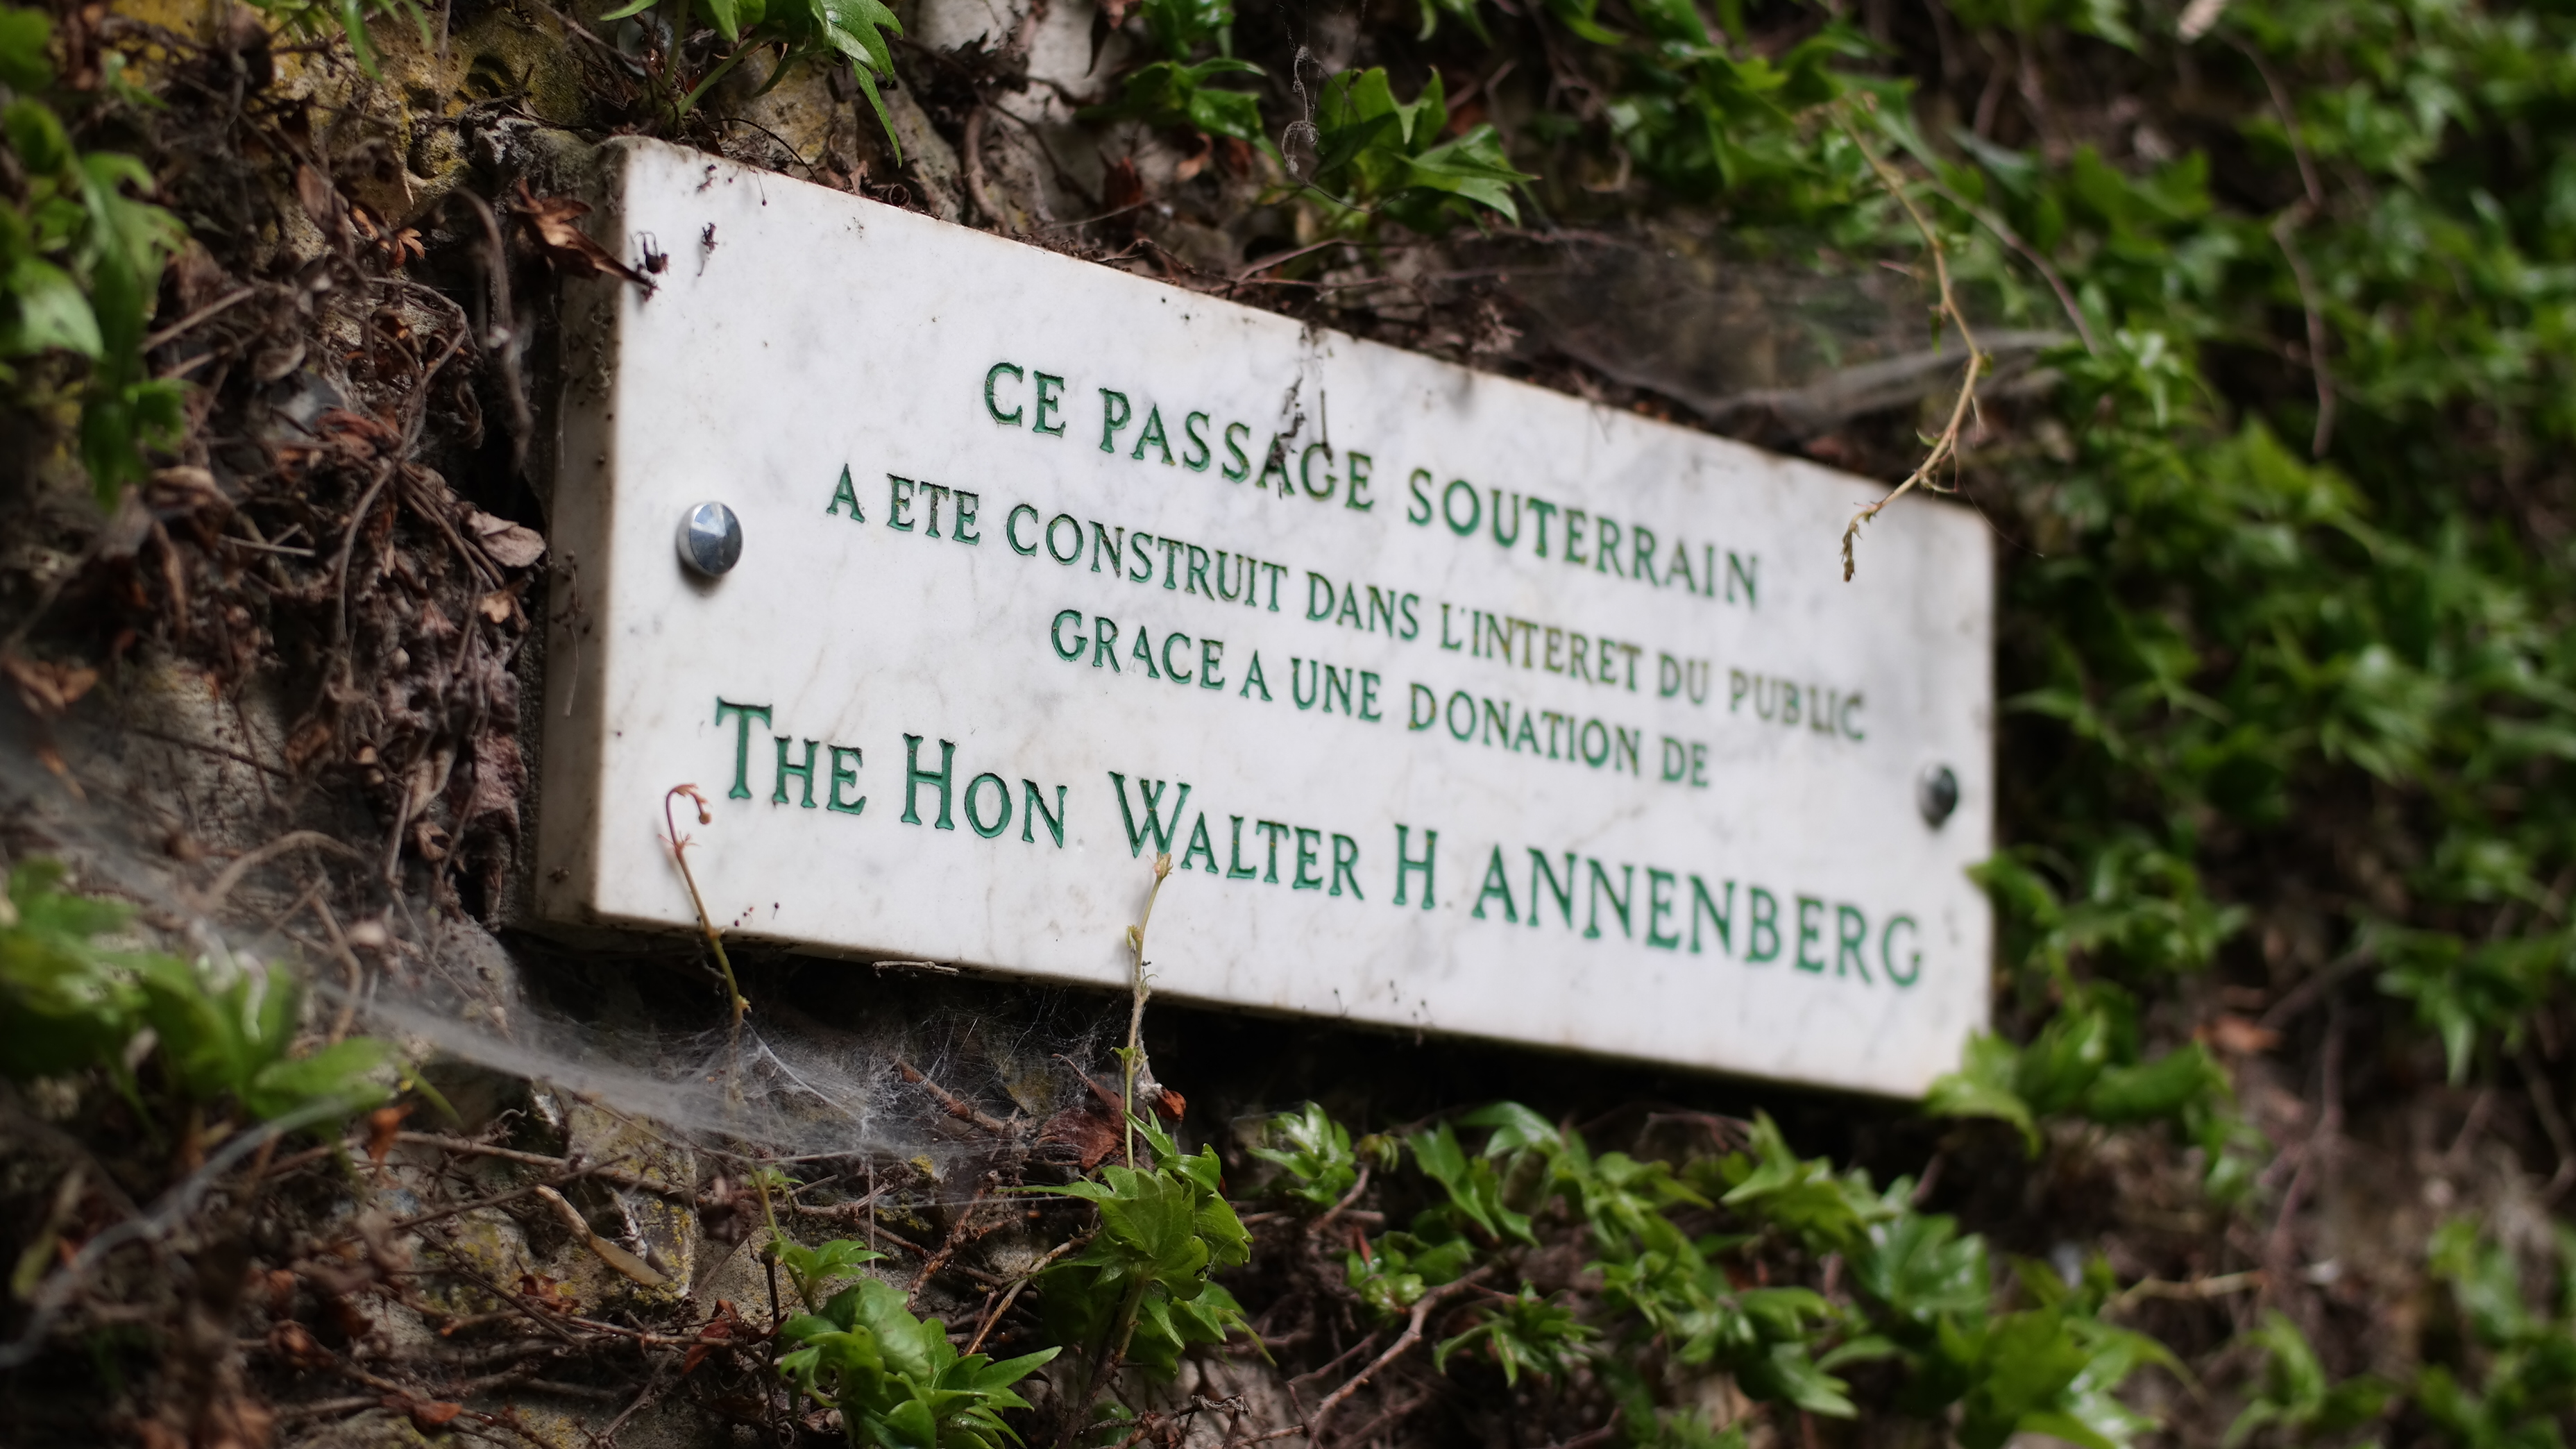 CE PASSAGE SOUTERRAIN
A ETE CONSTRUIT DANS L'INTERET DU PUBLIC
GRACE A UNE DONATION DE
THE HON WALTER H. ANNENBERG